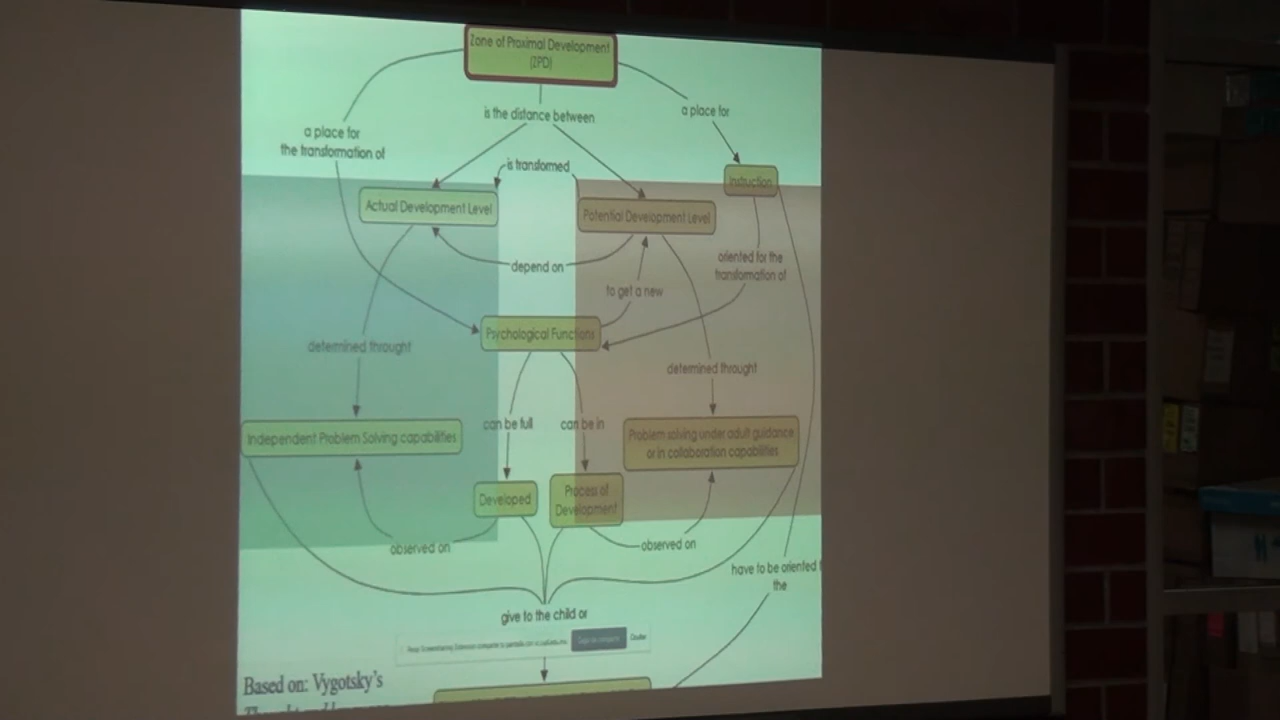 Zone of Proximal Development
(ZPD)
is the distance between
a place for
a place for
the transformation of
is transformed
Instruction
Actual Development Level
Potential Development Level
depend on
oriented for the
transformation of
to get a new
Psychological Functions
determined throught
determined throught
can be full
can be in
Independent Problem Solving capabilities
Problem solving under adult guidance
or in collaboration capabilities
Developed
Process of
Development
observed on
observed on
have to be oriented
the
give to the child or
Based on: Vygotsky's